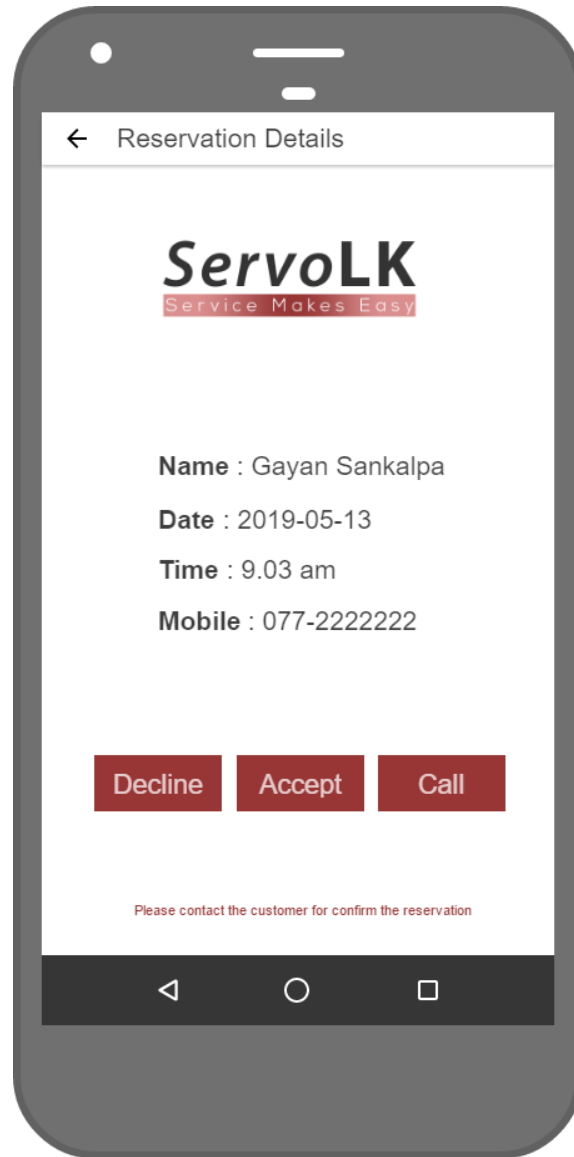 Reservation Details
ServoLK
Service Makes Easy
Name : Gayan Sankalpa
Date : 2019-05-13
Time : 9.03 am
Mobile : 077-2222222
Decline Accept Call
Please contact the customer for confirm the reservation